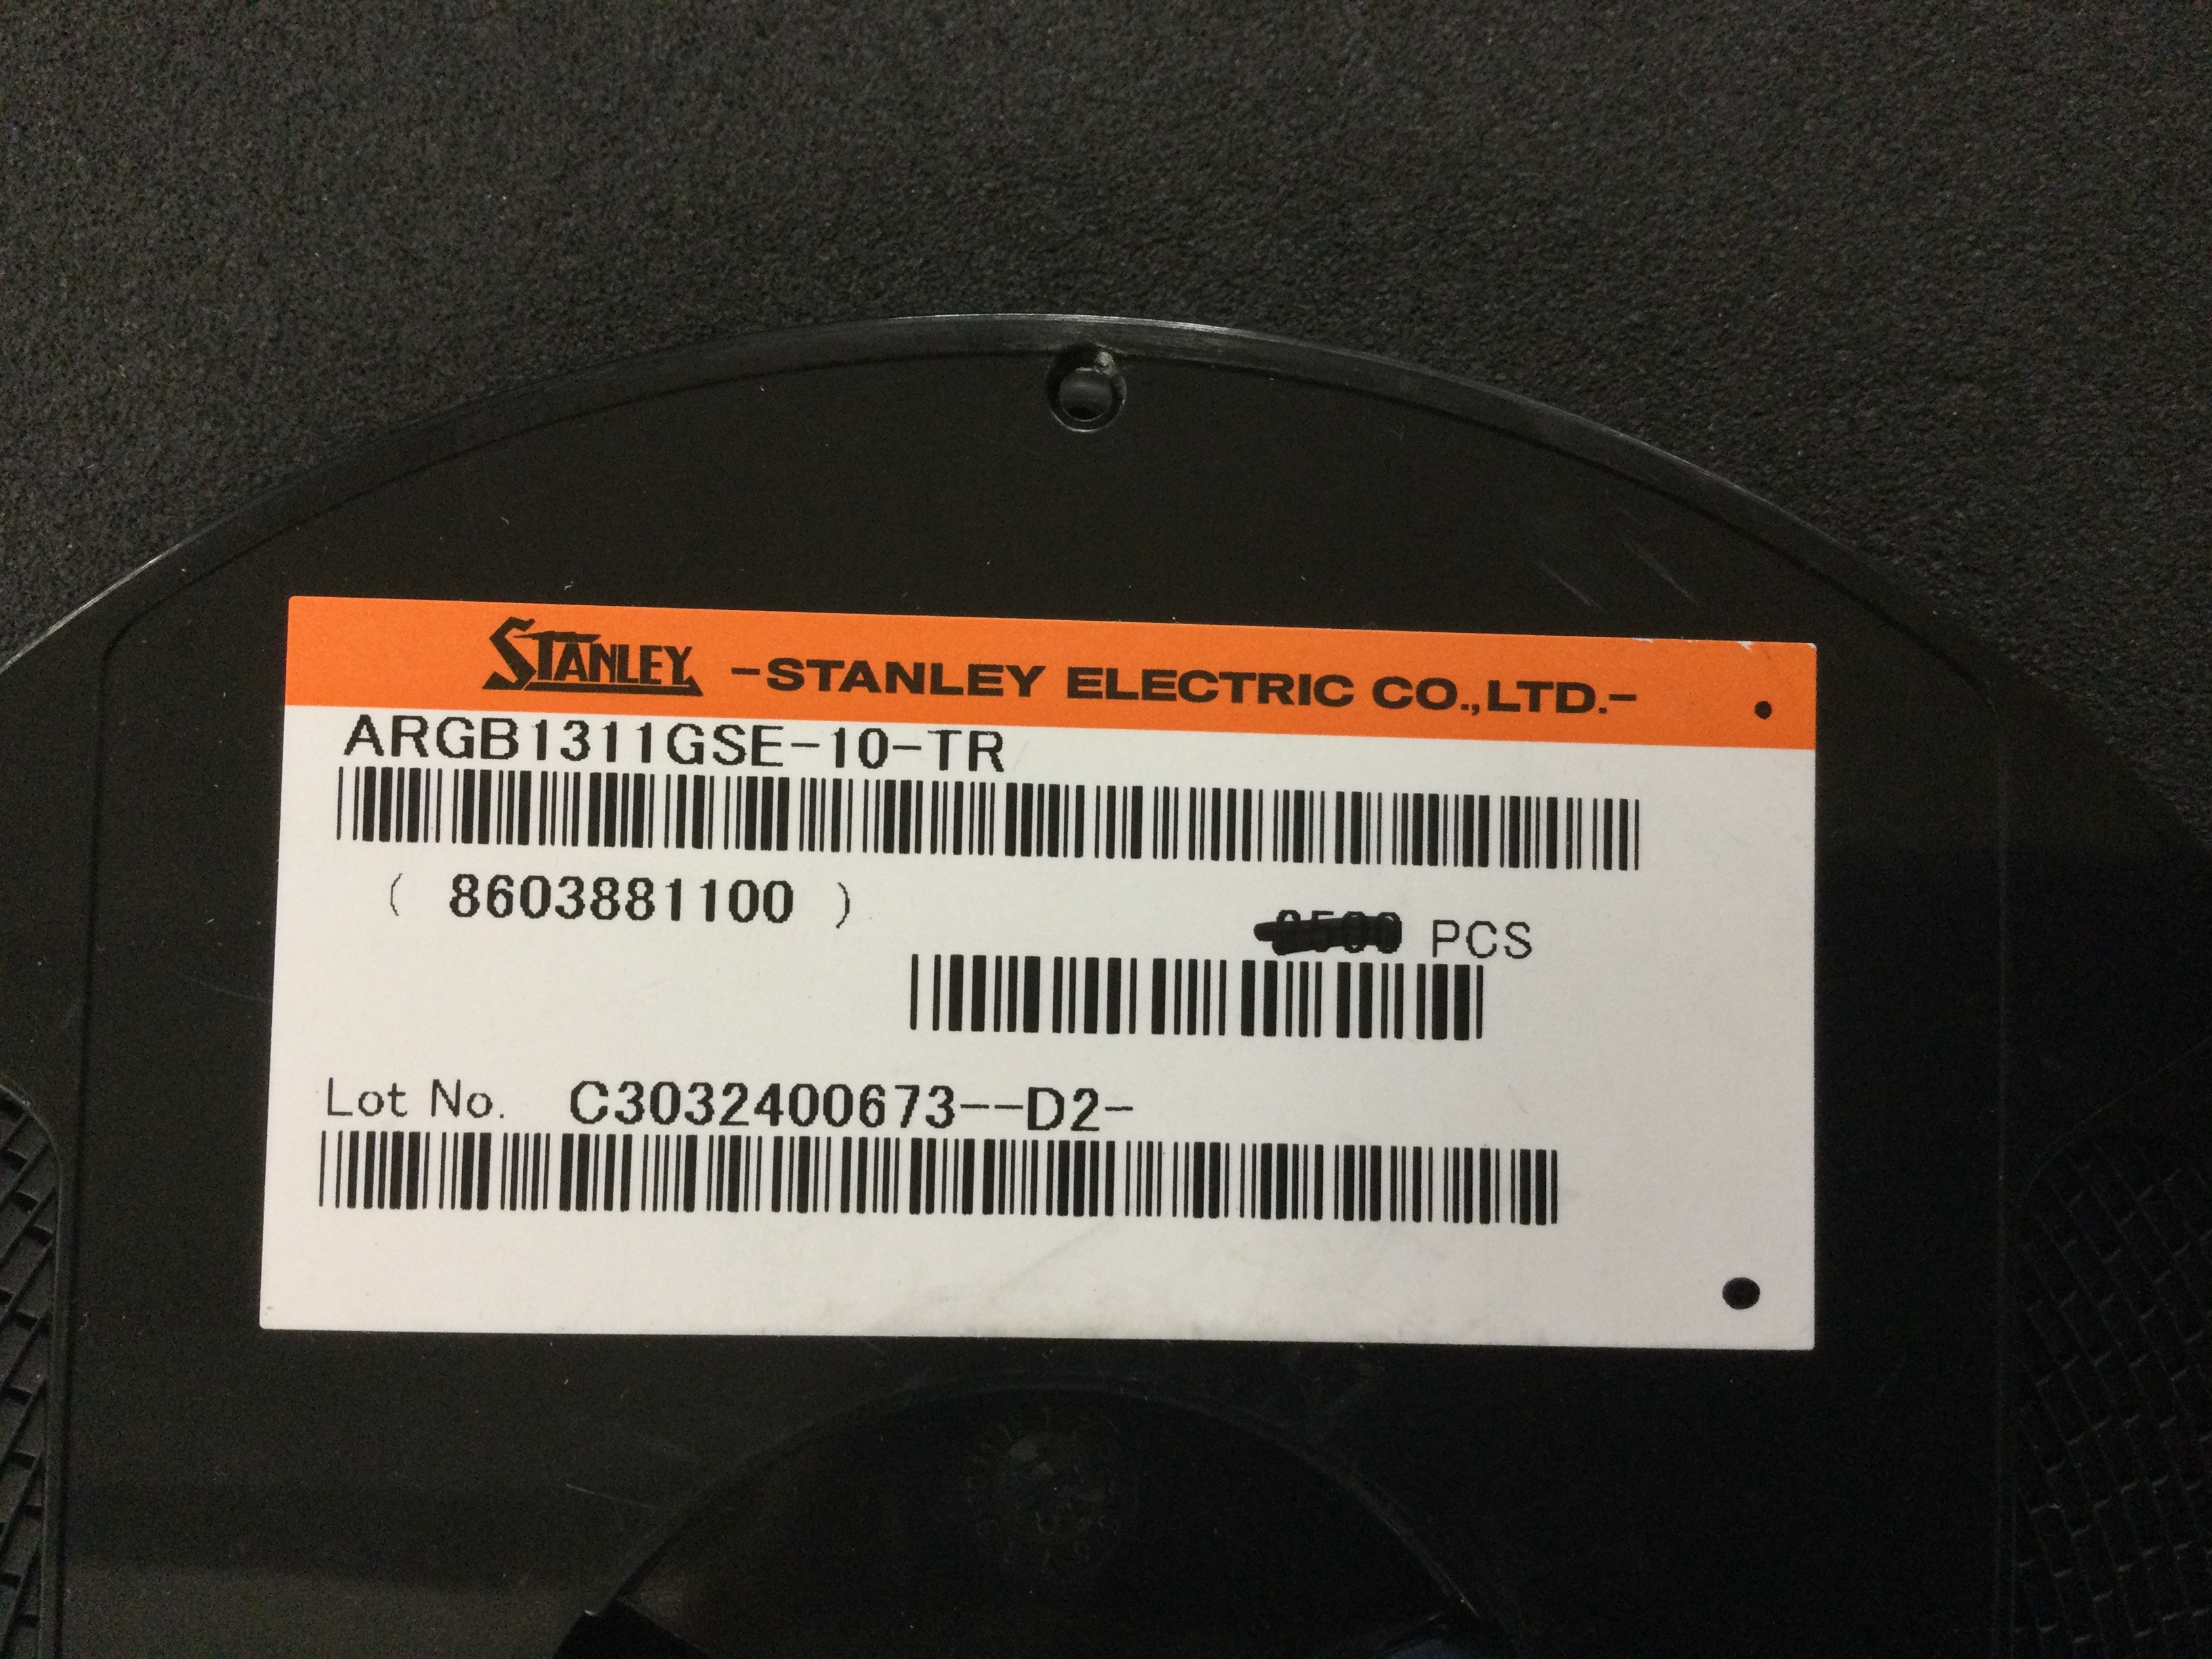 STANLEY -STANLEY ELECTRIC CO.,LTD.-
ARGB1311GSE-10-TR
( 8603881100 )
PCS
Lot No. C3032400673--D2-